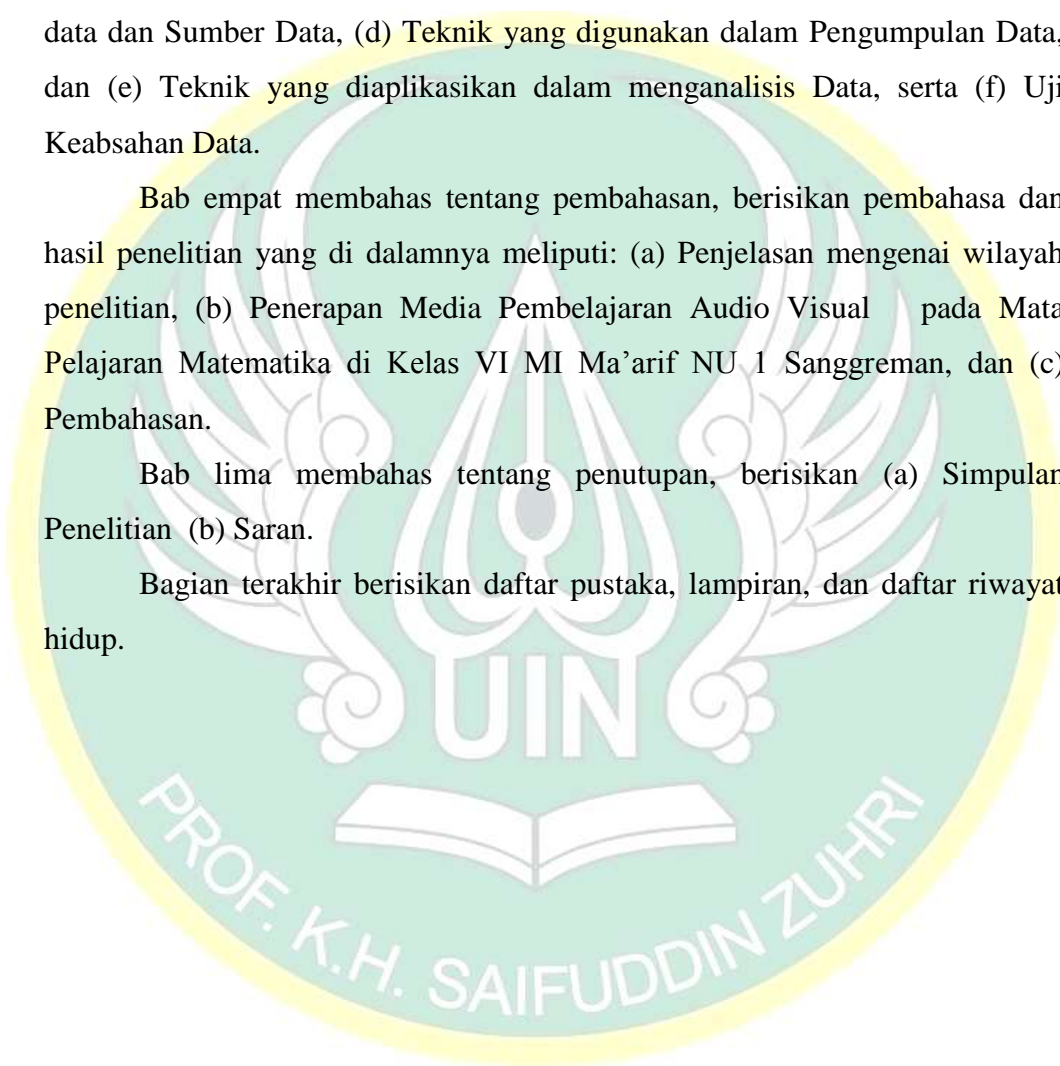 data dan Sumber Data, (d) Teknik yang digunakan dalam Pengumpulan Data,
dan (e) Teknik yang diaplikasikan dalam menganalisis Data, serta (f) Uji
Keabsahan Data.
Bab empat membahas tentang pembahasan, berisikan pembahasa dan
hasil penelitian yang di dalamnya meliputi: (a) Penjelasan mengenai wilayah
penelitian, (b) Penerapan Media Pembelajaran Audio Visual pada Mata
Pelajaran Matematika di Kelas VI MI Ma’arif NU 1 Sanggreman, dan (c)
Pembahasan.
Bab lima membahas tentang penutupan, berisikan (a) Simpulan
Penelitian (b) Saran.
Bagian terakhir berisikan daftar pustaka, lampiran, dan daftar riwayat
hidup.
UIN
PROF. K.H. SAIFUDDIN ZUHRI